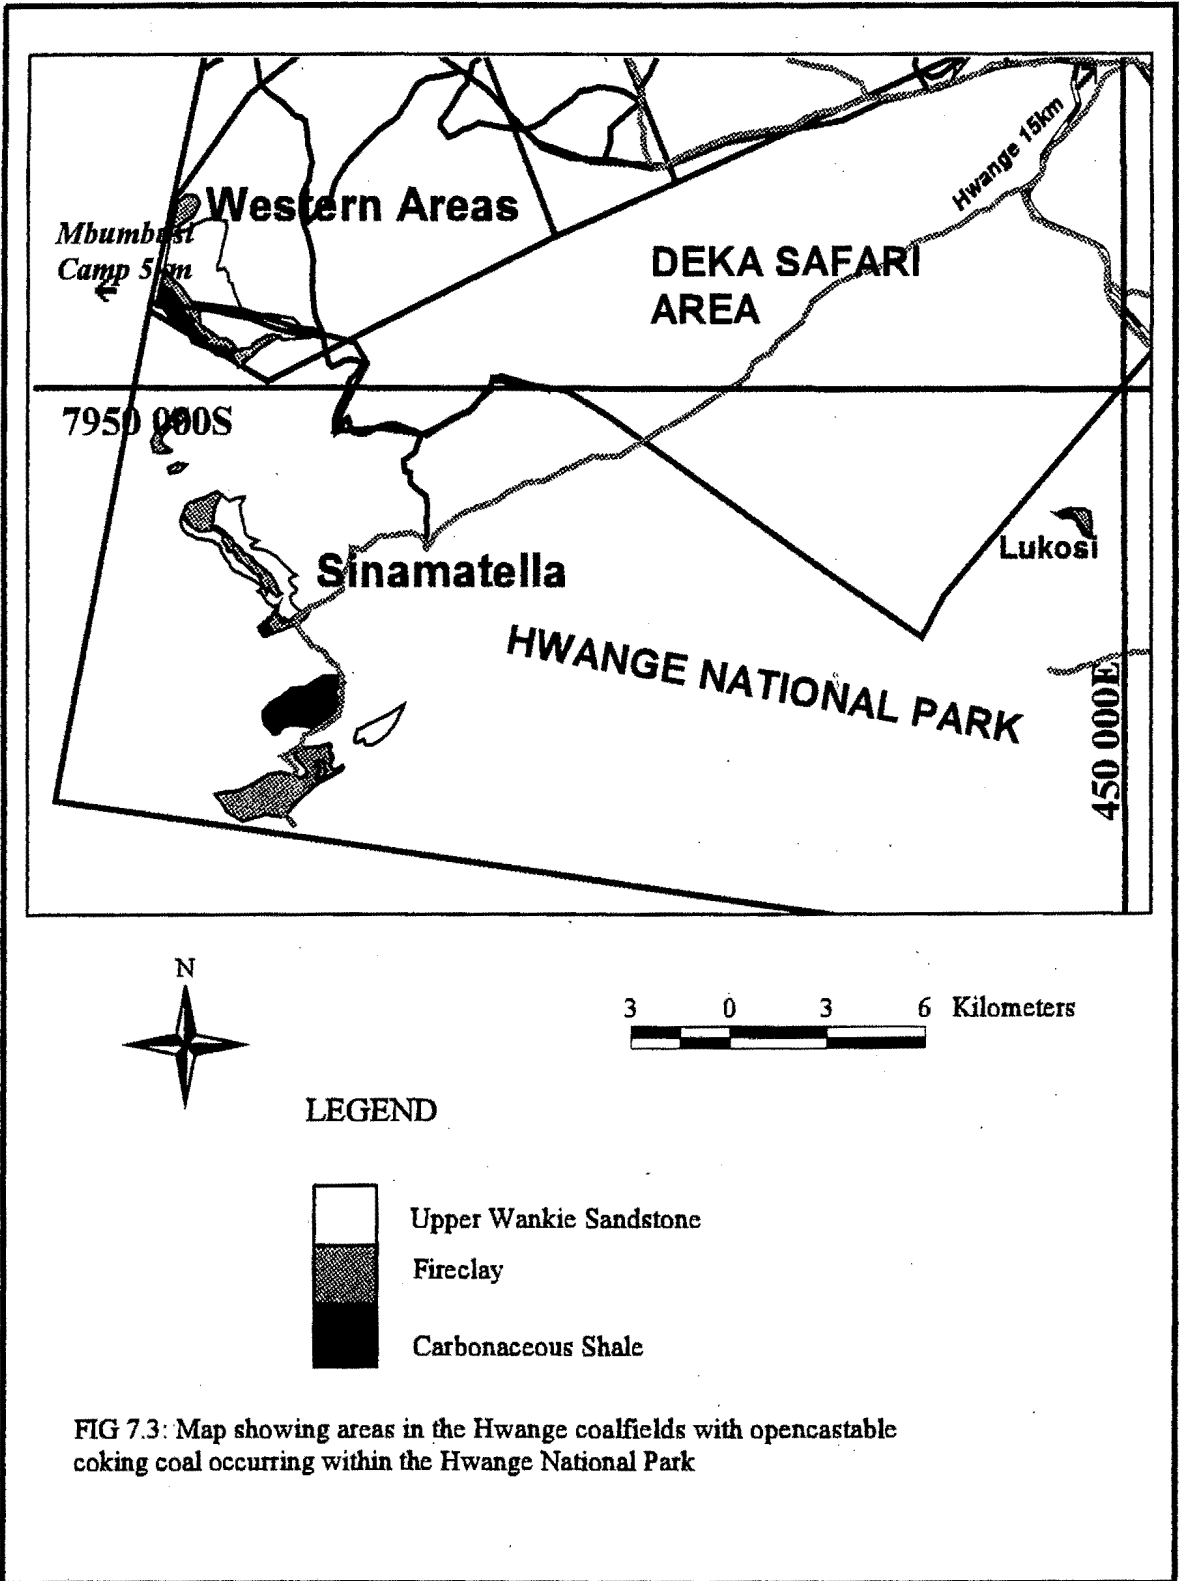 Hwange 15km
Western Areas
Mbumbusi
Camp 5km
DEKA SAFARI
AREA
7950 000S
Lukosi
Sinamatella
HWANGE NATIONAL PARK
450 000E
N
3 0 3 6 Kilometers
LEGEND
Upper Wankie Sandstone
Fireclay
Carbonaceous Shale
FIG 7.3: Map showing areas in the Hwange coalfields with opencastable
coking coal occurring within the Hwange National Park